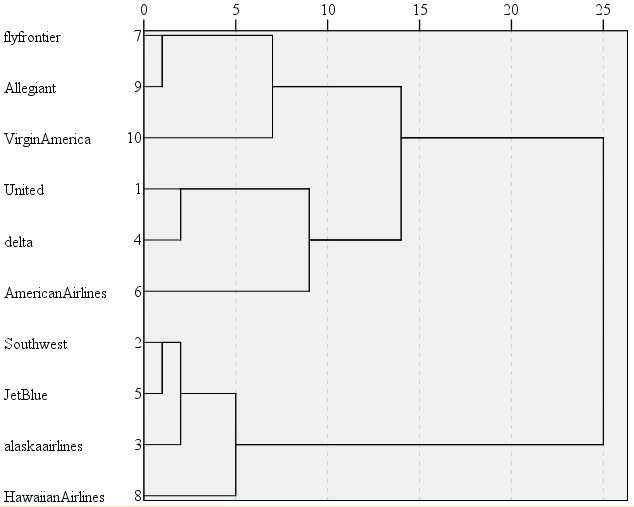 0 5 10 15 20 25
flyfrontier 7
Allegiant 9
VirginAmerica 10
United 1
delta 4
AmericanAirlines 6
Southwest 2
JetBlue 5
alaskaairlines 3
HawaiianAirlines 8